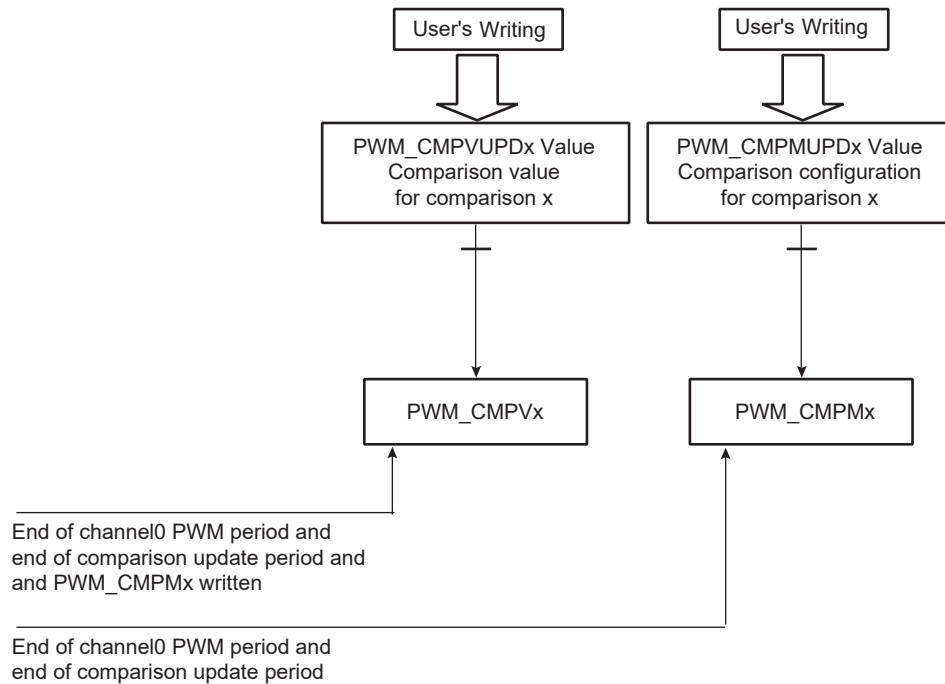 User's Writing
User's Writing
PWM_CMPVUPDx Value
Comparison value
for comparison x
PWM_CMPMUPDx Value
Comparison configuration
for comparison x
PWM_CMPVx
PWM_CMPMx
End of channel0 PWM period and
end of comparison update period and
and PWM_CMPMx written
End of channel0 PWM period and
end of comparison update period